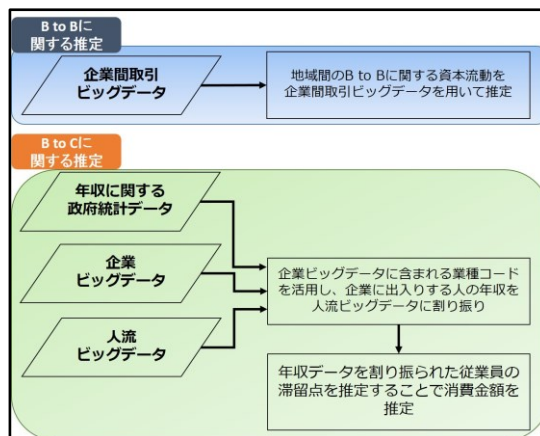 B to Bに
関する推定
企業間取引
ビッグデータ
地域間のB to Bに関する資本流動を
企業間取引ビッグデータを用いて推定
B to Cに
関する推定
年収に関する
政府統計データ
企業
ビッグデータ
人流
ビッグデータ
企業ビッグデータに含まれる業種コード
を活用し、企業に出入りする人の年収を
人流ビッグデータに割り振り
年収データを割り振られた従業員の
滞留点を推定することで消費金額を
推定